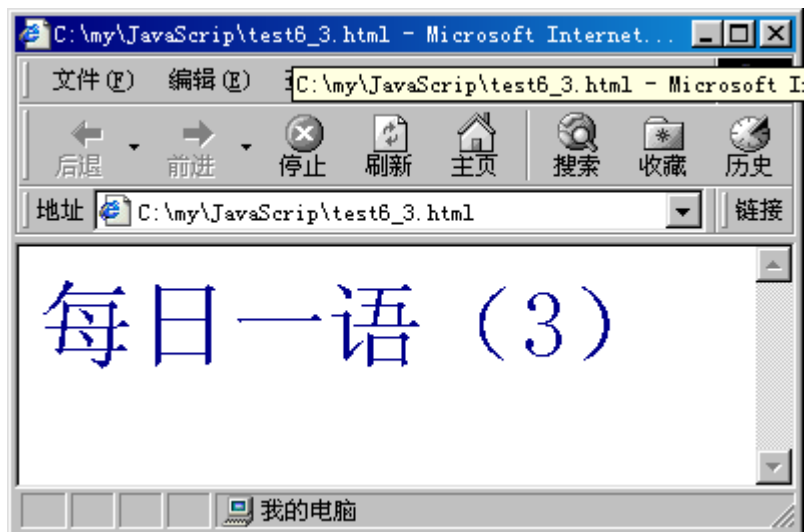 C:\my\JavaScrip\test6_3.html - Microsoft Internet...
文件(F) 编辑(E)
C:\my\JavaScrip\test6_3.html - Microsoft
后退 前进 停止 刷新 主页 搜索 收藏 历史
地址 C:\my\JavaScrip\test6_3.html 链接
每日一语（3）
我的电脑